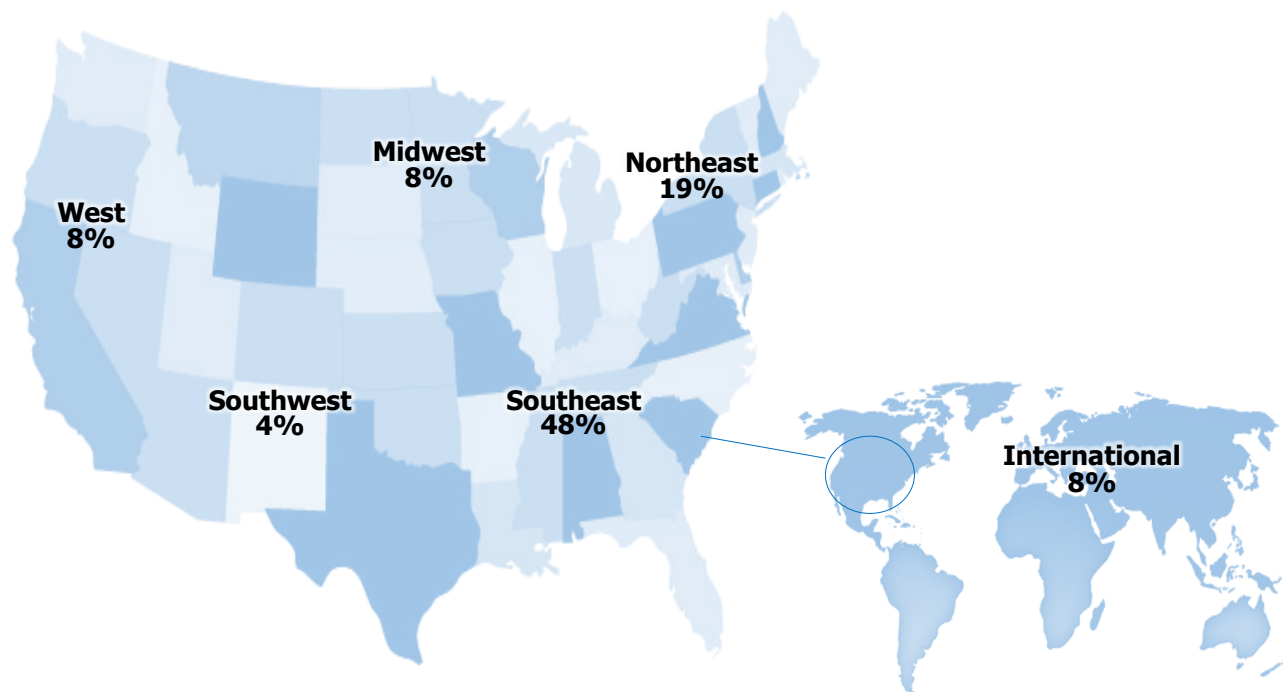 Midwest
8%
Northeast
19%
West
8%
Southwest
4%
Southeast
48%
International
8%